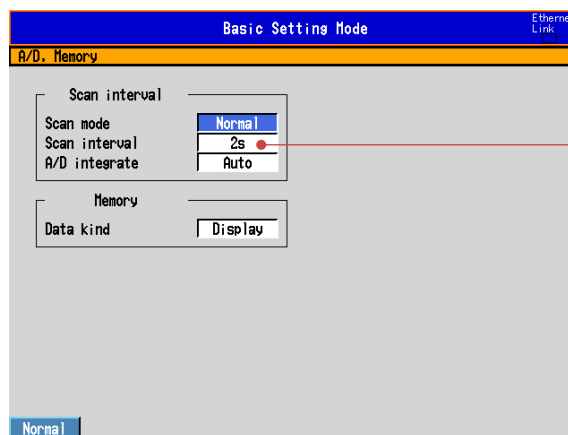 Basic Setting Mode
Etherne
Link
A/D, Memory
Scan interval
Scan mode Normal
Scan interval 2s
A/D integrate Auto
Memory
Data kind Display
Normal